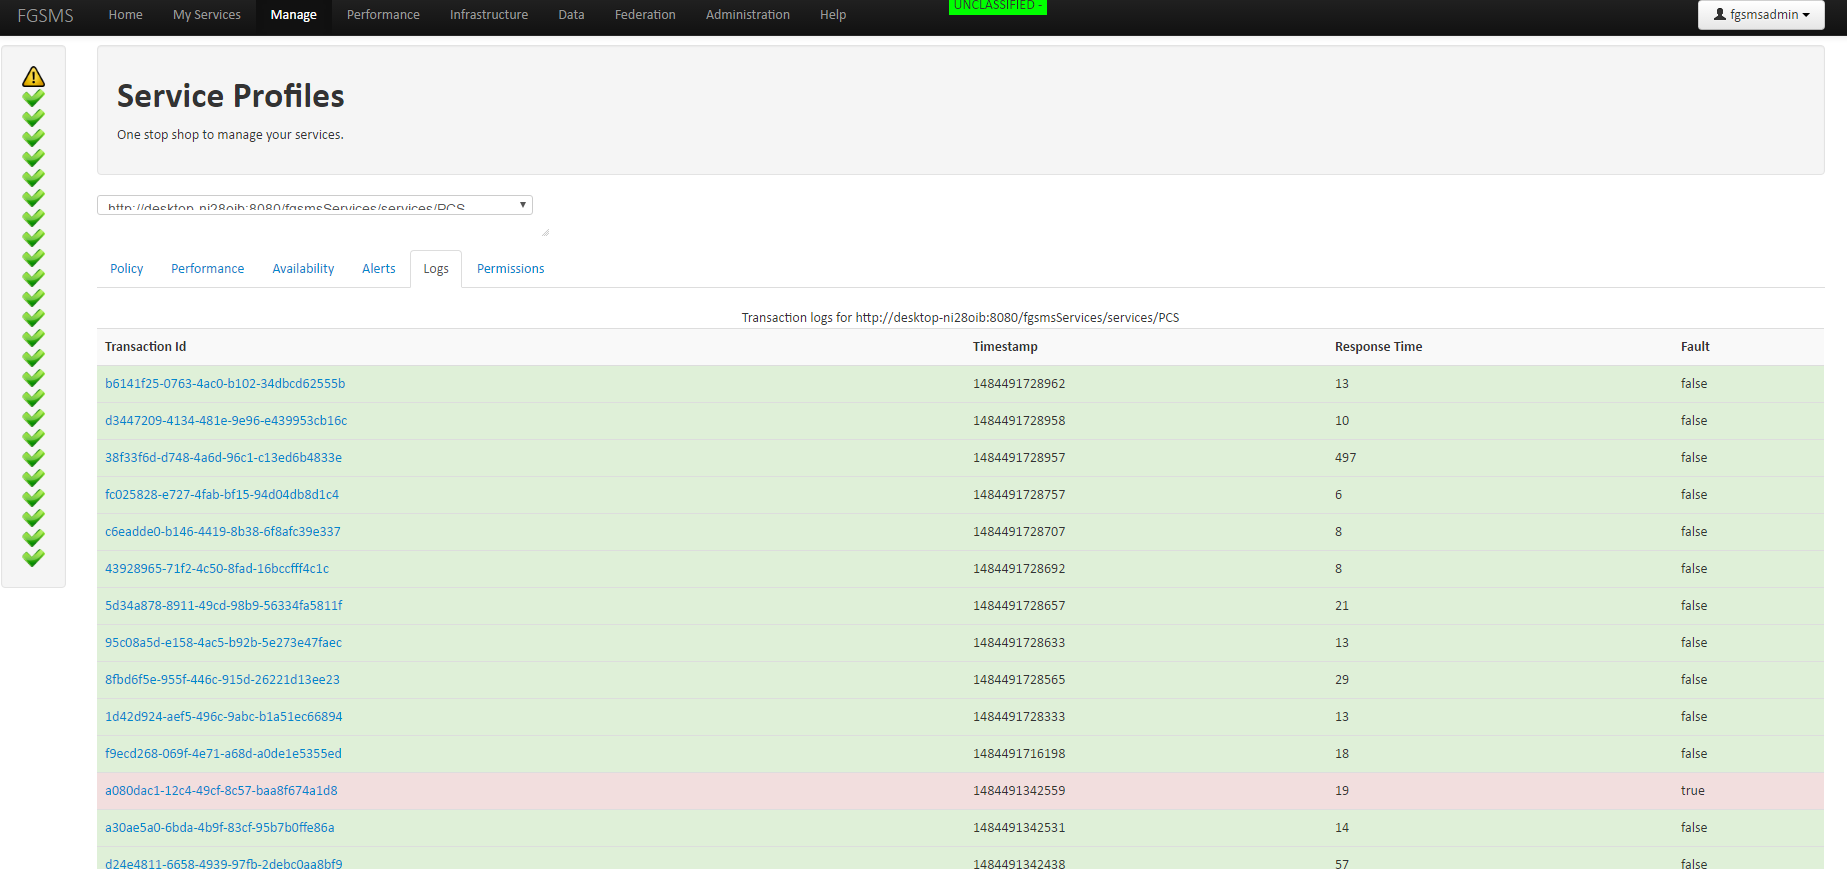 FGSMS Home My Services Manage Performance Infrastructure Data Federation Administration Help UNCLASSIFIED - fgsmsadmin
Service Profiles
One stop shop to manage your services.
http://desktop-ni28oib:8080/fgsmsServices/services/PCS
Policy Performance Availability Alerts Logs Permissions
Transaction logs for http://desktop-ni28oib:8080/fgsmsServices/services/PCS
Transaction Id Timestamp Response Time Fault
b6141f25-0763-4ac0-b102-34dbcd62555b 1484491728962 13 false
d3447209-4134-481e-9e96-e439953cb16c 1484491728958 10 false
38f33f6d-d748-4a6d-96c1-c13ed6b4833e 1484491728957 497 false
fc025828-e727-4fab-bf15-94d04db8d1c4 1484491728757 6 false
c6eadde0-b146-4419-8b38-6f8afc39e337 1484491728707 8 false
43928965-71f2-4c50-8fad-16bccfff4c1c 1484491728692 8 false
5d34a878-8911-49cd-98b9-56334fa5811f 1484491728657 21 false
95c08a5d-e158-4ac5-b92b-5e273e47faec 1484491728633 13 false
8fbd6f5e-955f-446c-915d-26221d13ee23 1484491728565 29 false
1d42d924-aef5-496c-9abc-b1a51ec66894 1484491728333 13 false
f9ecd268-069f-4e71-a68d-a0de1e5355ed 1484491716198 18 false
a080dac1-12c4-49cf-8c57-baa8f674a1d8 1484491342559 19 true
a30ae5a0-6bda-4b9f-83cf-95b7b0ffe86a 1484491342531 14 false
d24e4811-6658-4939-97fb-2debc0aa8bf9 1484491342438 57 false